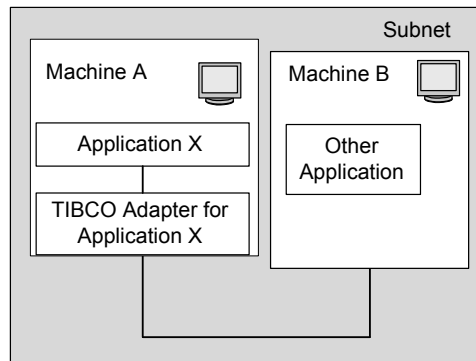 Subnet
Machine A
Application X
TIBCO Adapter for
Application X
Machine B
Other
Application